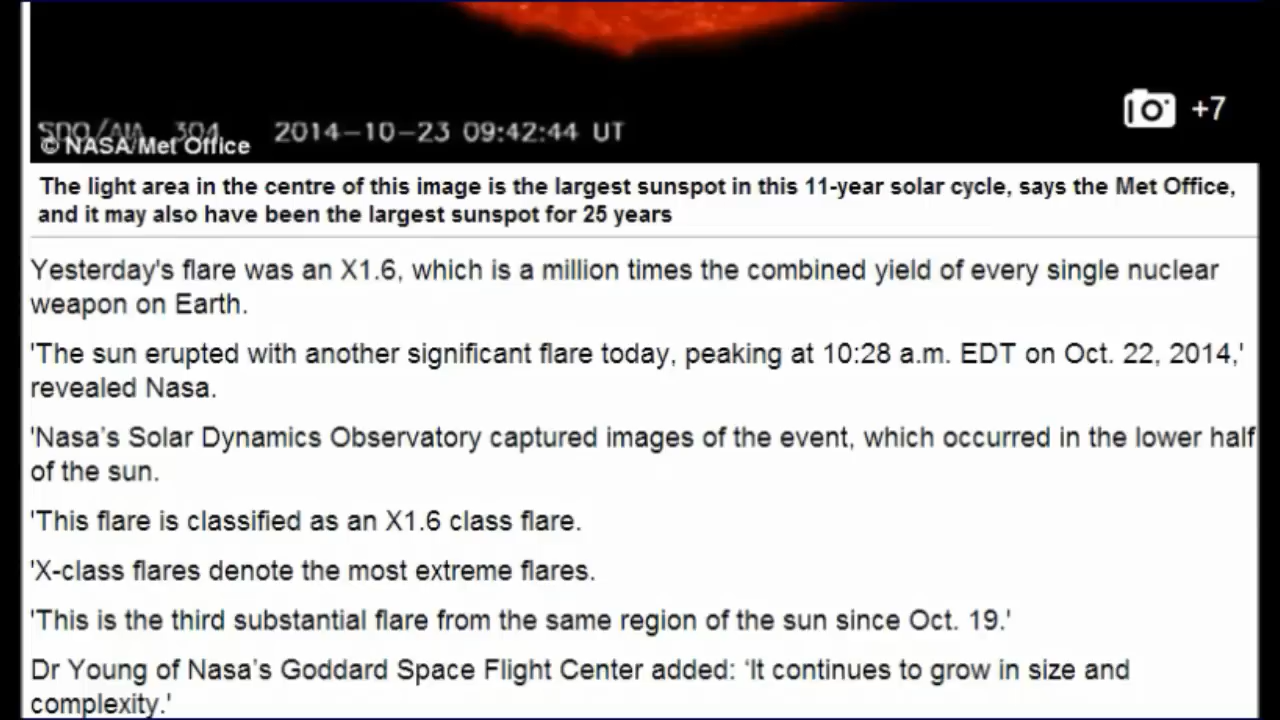 SDO/AIA 304 2014-10-23 09:42:44 UT
© NASA/Met Office
+7
The light area in the centre of this image is the largest sunspot in this 11-year solar cycle, says the Met Office,
and it may also have been the largest sunspot for 25 years
Yesterday's flare was an X1.6, which is a million times the combined yield of every single nuclear
weapon on Earth.
'The sun erupted with another significant flare today, peaking at 10:28 a.m. EDT on Oct. 22, 2014,'
revealed Nasa.
'Nasa’s Solar Dynamics Observatory captured images of the event, which occurred in the lower half
of the sun.
'This flare is classified as an X1.6 class flare.
'X-class flares denote the most extreme flares.
'This is the third substantial flare from the same region of the sun since Oct. 19.'
Dr Young of Nasa’s Goddard Space Flight Center added: ‘It continues to grow in size and
complexity.'